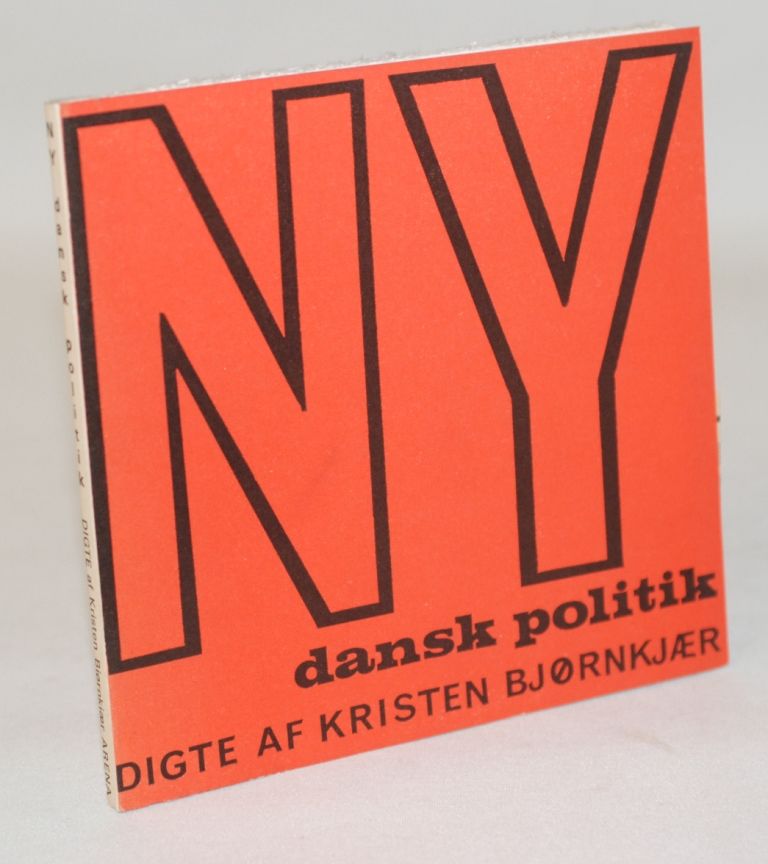 NY
dansk politik
DIGTE AF KRISTEN BJØRNKJÆR
NY dansk politik DIGTE af Kristen Bjørnkjær ARENA